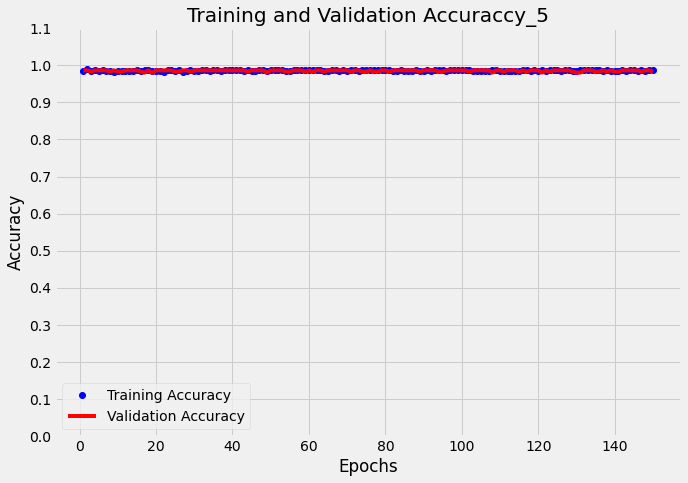 Training and Validation Accuraccy_5
1.1
1.0
0.9
0.8
0.7
0.6
0.5
0.4
0.3
0.2
0.1
0.0
Accuracy
Training Accuracy
Validation Accuracy
0 20 40 60 80 100 120 140
Epochs